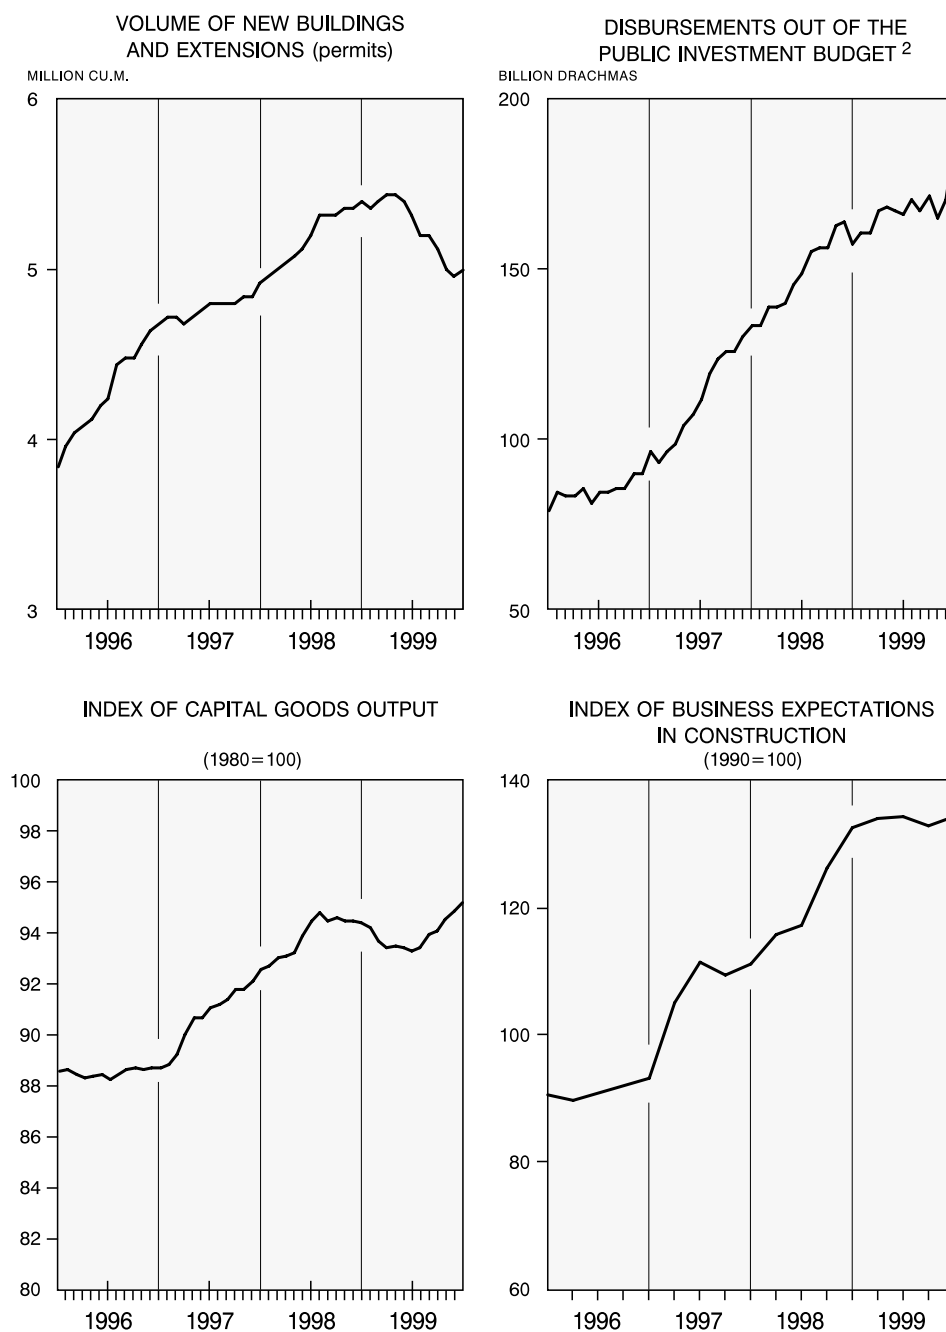 VOLUME OF NEW BUILDINGS
AND EXTENSIONS (permits)
MILLION CU.M.
6
5
4
3
1996 1997 1998 1999
DISBURSEMENTS OUT OF THE
PUBLIC INVESTMENT BUDGET 2
BILLION DRACHMAS
200
150
100
50
1996 1997 1998 1999
INDEX OF CAPITAL GOODS OUTPUT
(1980=100)
100
98
96
94
92
90
88
86
84
82
80
1996 1997 1998 1999
INDEX OF BUSINESS EXPECTATIONS
IN CONSTRUCTION
(1990=100)
140
120
100
80
60
1996 1997 1998 1999